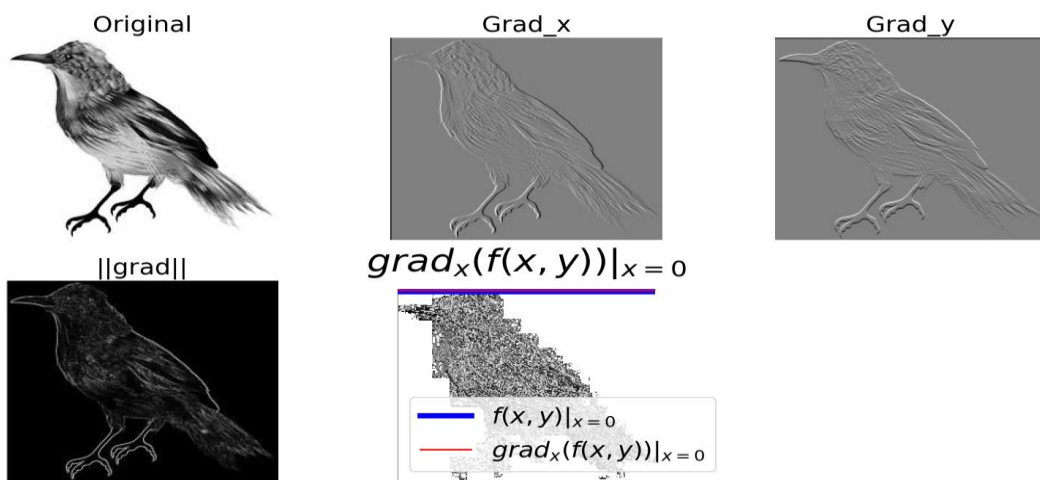 Original
Grad_x
Grad_y
||grad||
grad_x(f(x, y))|_{x = 0}
f(x, y)|_{x = 0}
grad_x(f(x, y))|_{x = 0}